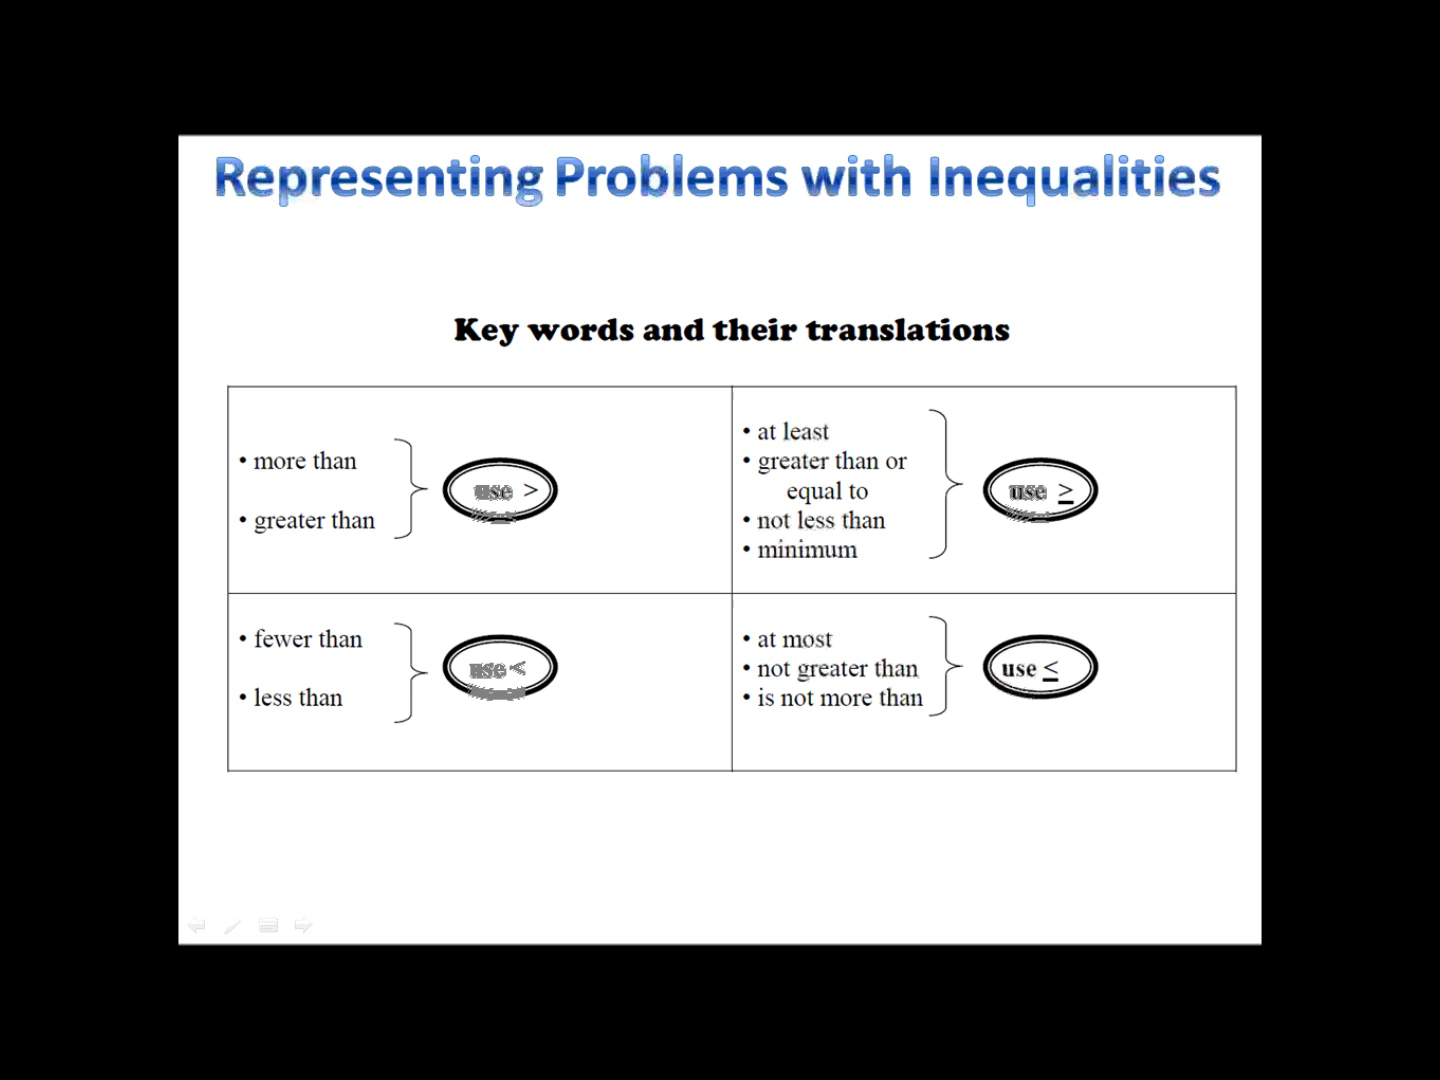 Representing Problems with Inequalities
Key words and their translations
• more than
• greater than
use >
• at least
• greater than or
equal to
• not less than
• minimum
use ≥
• fewer than
• less than
use <
• at most
• not greater than
• is not more than
use ≤